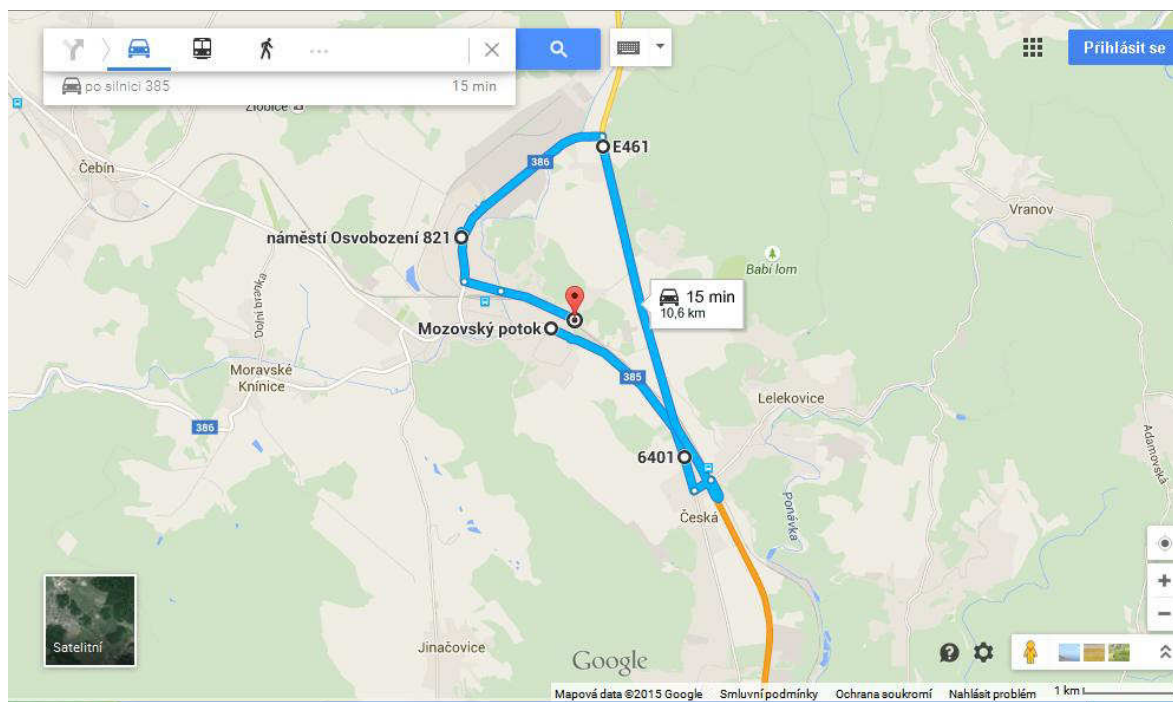 Přihlásit se
po silnici 385
15 min
Zlobice
E461
Čebín
386
Vranov
náměstí Osvobození 821
Babí lom
Dolní branka
15 min
10,6 km
Mozovský potok
Moravské
Knínice
385
Lelekovice
386
Adamovská
6401
Ponávka
Česká
Satelitní
Jinačovice
Google
Mapová data ©2015 Google
Smluvní podmínky
Ochrana soukromí
Nahlásit problém
1 km